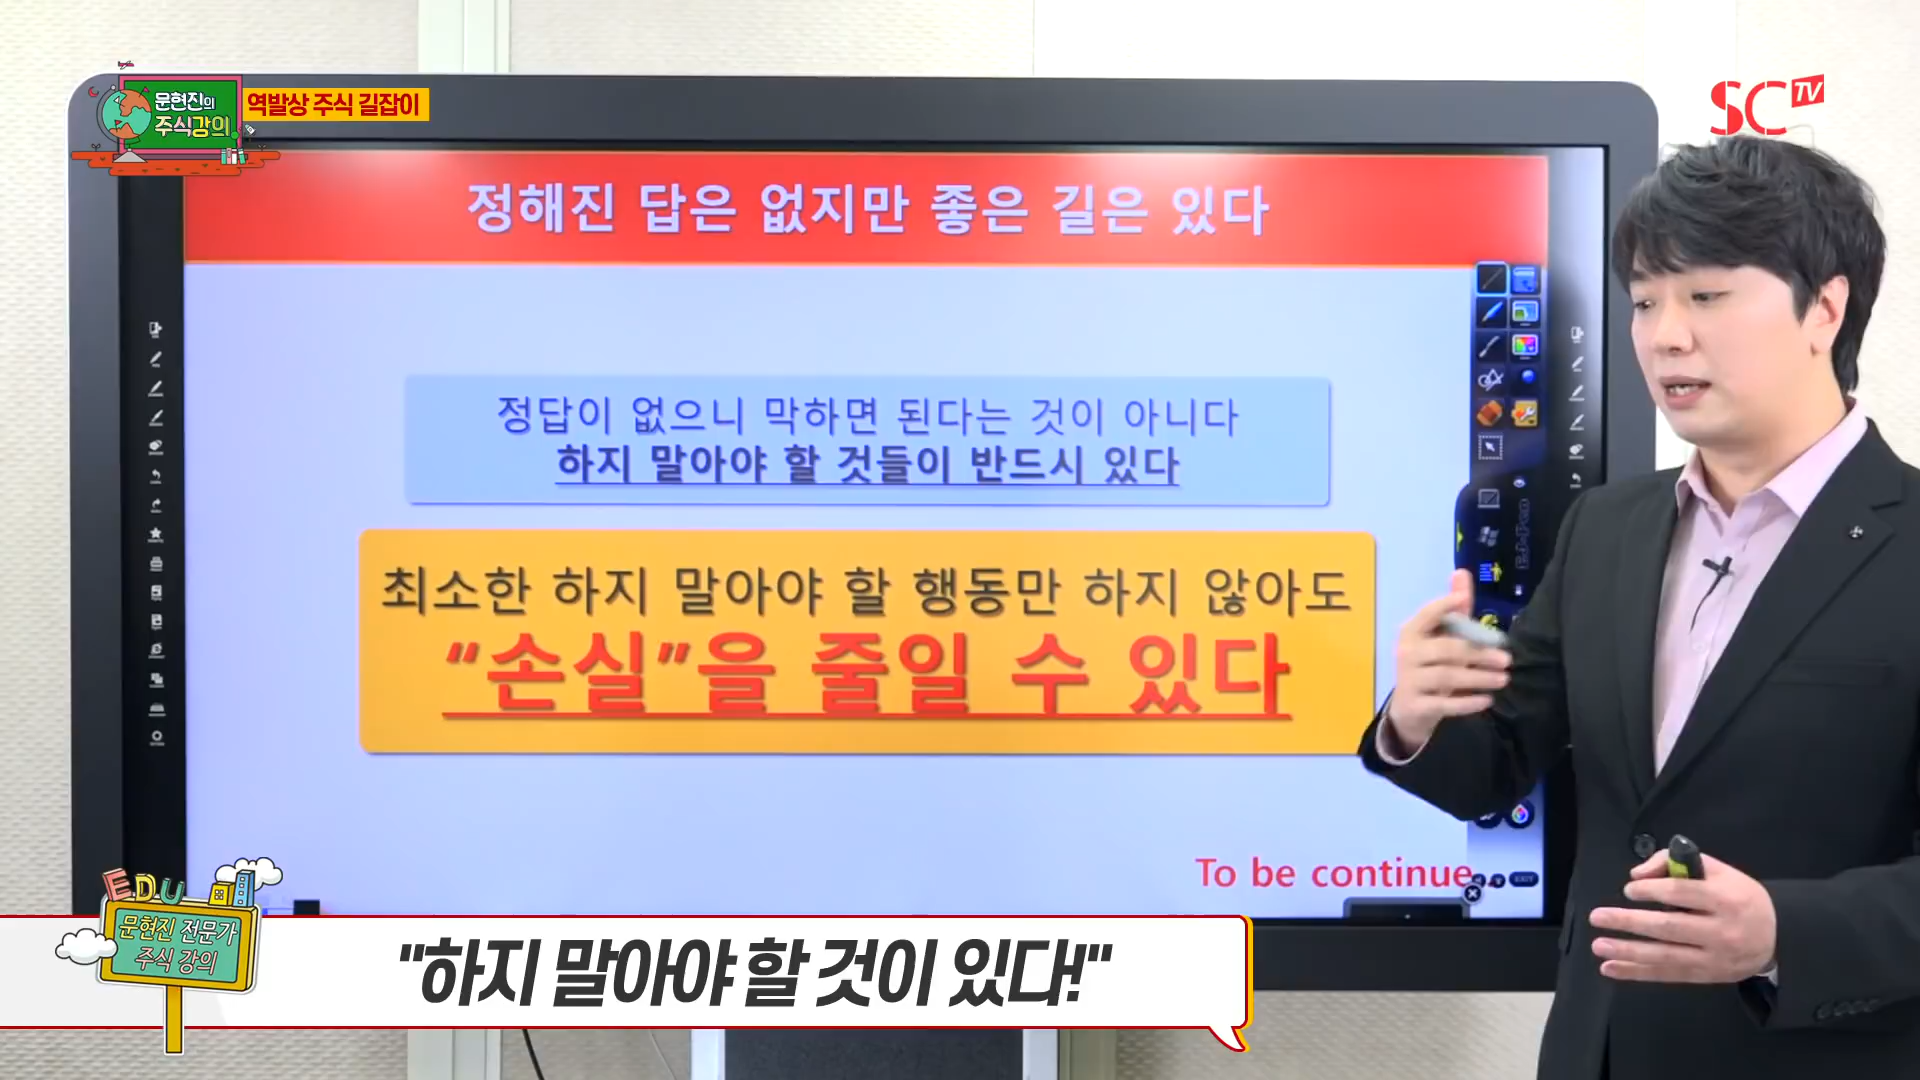 문현진의
주식강의
역발상 주식 길잡이
SC TV
정해진 답은 없지만 좋은 길은 있다
정답이 없으니 막하면 된다는 것이 아니다
하지 말아야 할 것들이 반드시 있다
최소한 하지 말아야 할 행동만 하지 않아도
“손실”을 줄일 수 있다
To be continue...
EDU
문현진 전문가
주식 강의
"하지 말아야 할 것이 있다!"